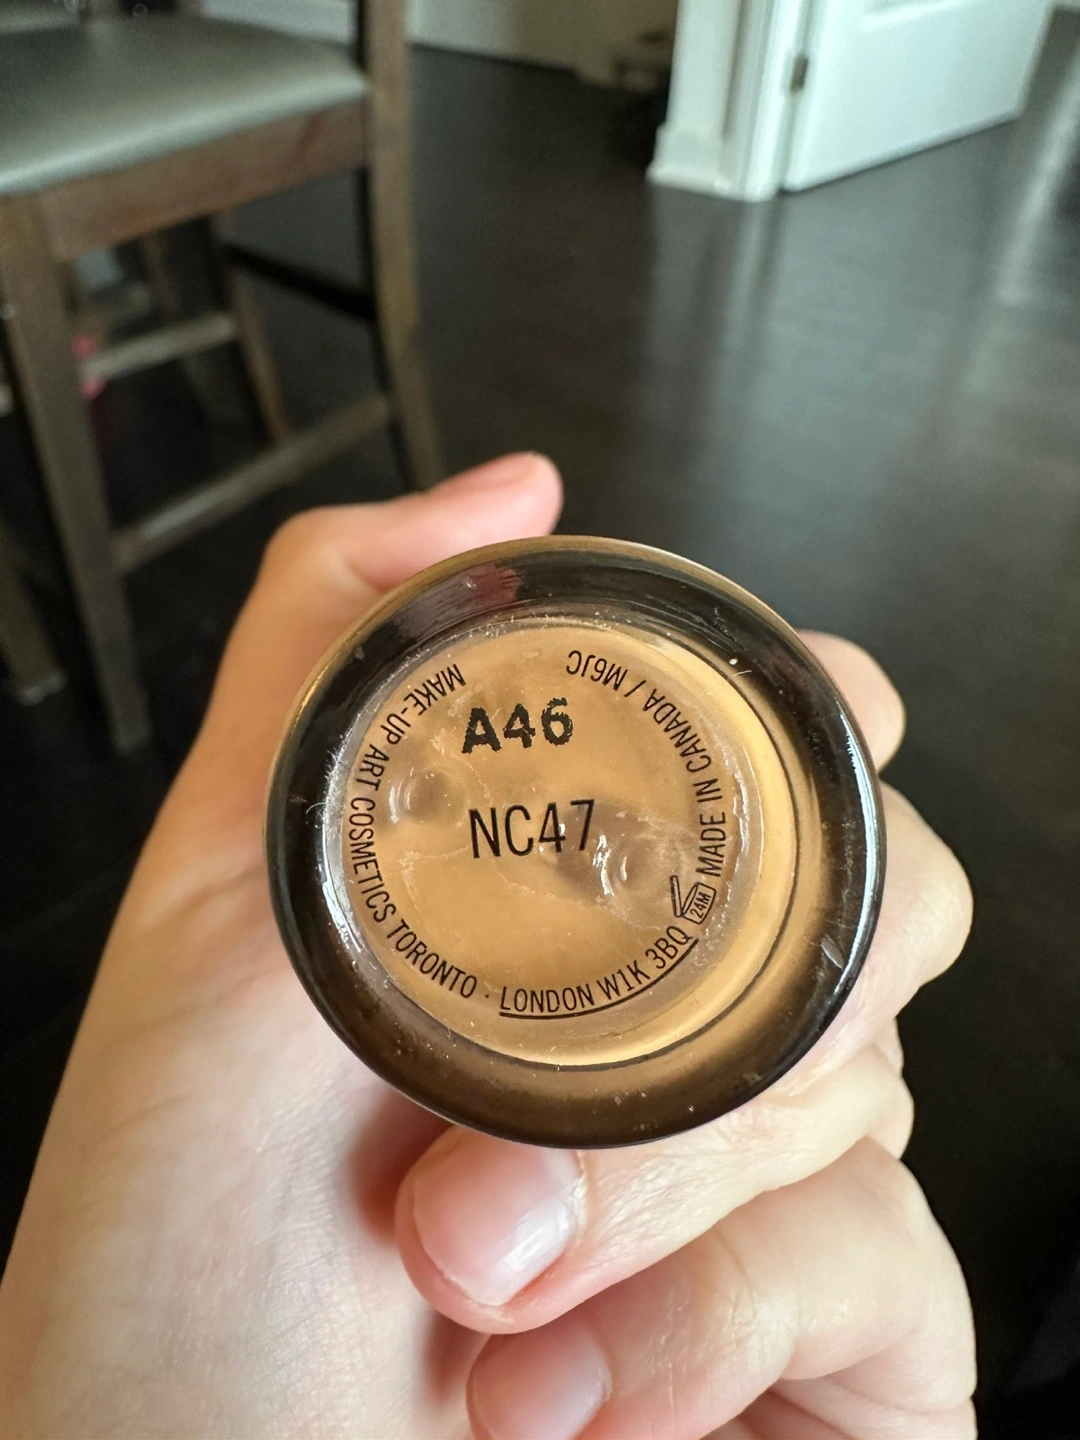 A46
NC47
MAKE-UP ART COSMETICS TORONTO · LONDON W1K 3BQ 24M MADE IN CANADA / M6JC